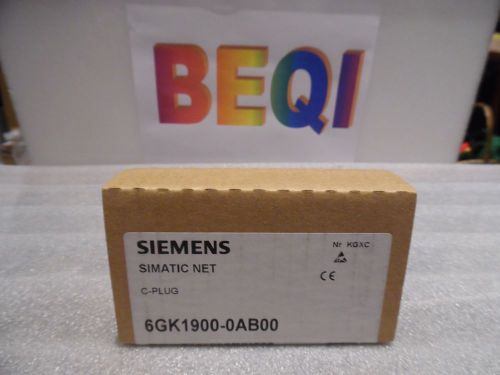 BEQI
SIEMENS
Nr KGXC
SIMATIC NET
CE
C-PLUG
6GK1900-0AB00